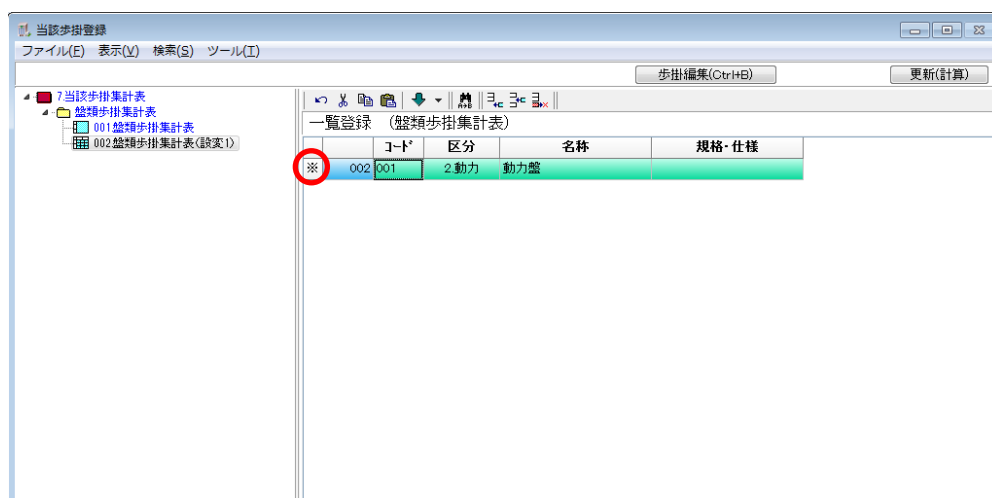 当該歩掛登録
ファイル(F) 表示(V) 検索(S) ツール(T)
歩掛編集(Ctrl+B) 更新(計算)
7.当該歩掛集計表
盤類歩掛集計表
001盤類歩掛集計表
002盤類歩掛集計表(設変1)
一覧登録 (盤類歩掛集計表)
コード 区分 名称 規格・仕様
※ 002 001 2.動力 動力盤